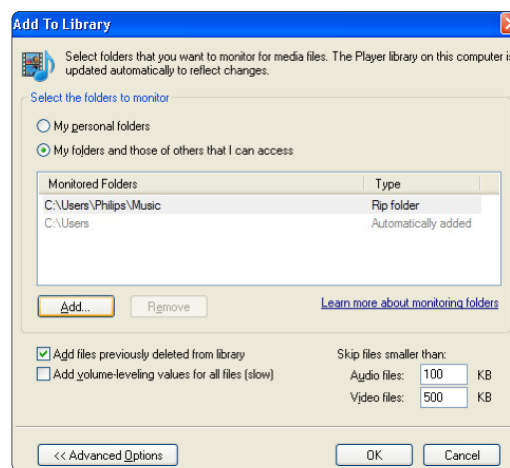 Add To Library
Select folders that you want to monitor for media files. The Player library on this computer is
updated automatically to reflect changes.
Select the folders to monitor
My personal folders
My folders and those of others that I can access
Monitored Folders Type
C:\Users\Philips\Music Rip folder
C:\Users Automatically added
Add... Remove Learn more about monitoring folders
Add files previously deleted from library Skip files smaller than:
Add volume-leveling values for all files (slow) Audio files: 100 KB
Video files: 500 KB
<< Advanced Options OK Cancel